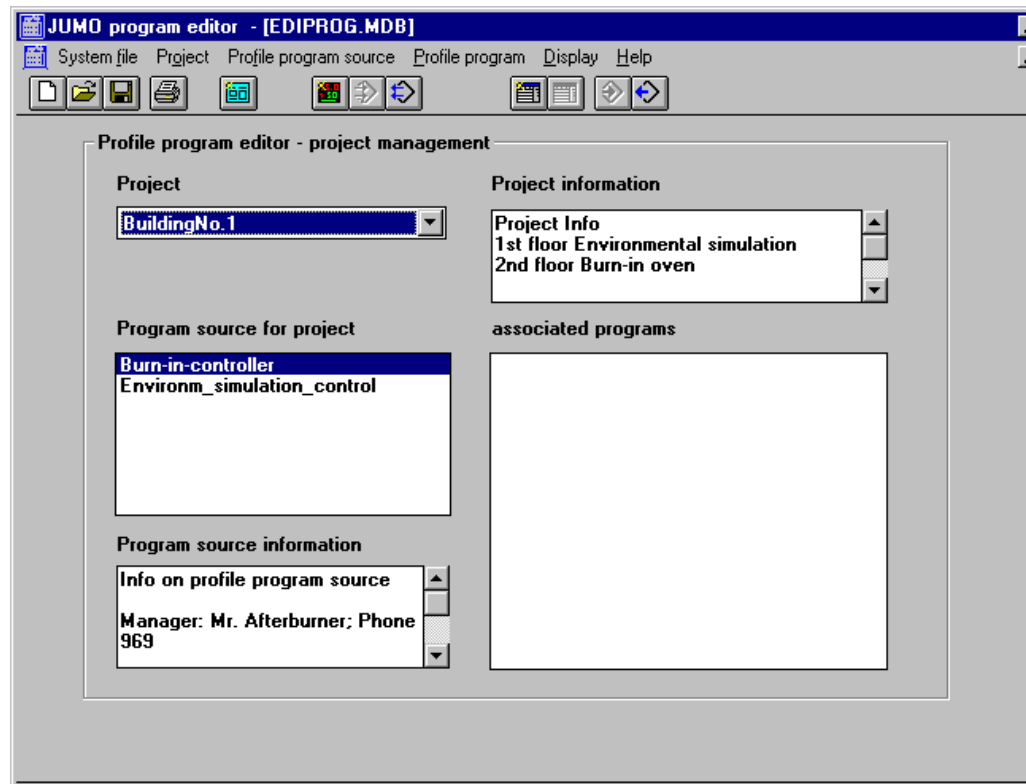 JUMO program editor - [EDIPROG.MDB]
System file Project Profile program source Profile program Display Help
Profile program editor - project management
Project
BuildingNo.1
Project information
Project Info
1st floor Environmental simulation
2nd floor Burn-in oven
Program source for project
Burn-in-controller
Environm_simulation_control
associated programs
Program source information
Info on profile program source
Manager: Mr. Afterburner; Phone
969